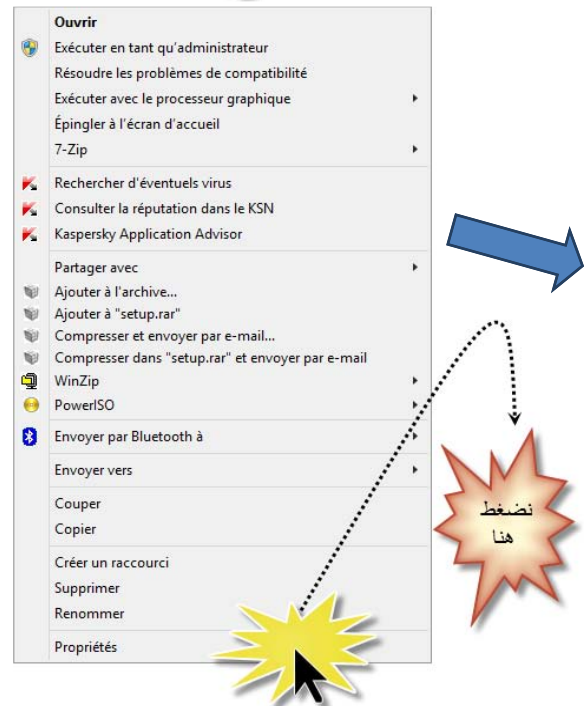 Ouvrir
Exécuter en tant qu'administrateur
Résoudre les problèmes de compatibilité
Exécuter avec le processeur graphique
Épingler à l'écran d'accueil
7-Zip
Rechercher d'éventuels virus
Consulter la réputation dans le KSN
Kaspersky Application Advisor
Partager avec
Ajouter à l'archive...
Ajouter à "setup.rar"
Compresser et envoyer par e-mail...
Compresser dans "setup.rar" et envoyer par e-mail
WinZip
PowerISO
Envoyer par Bluetooth à
Envoyer vers
Couper
Copier
Créer un raccourci
Supprimer
Renommer
Propriétés
نضغط
هنا